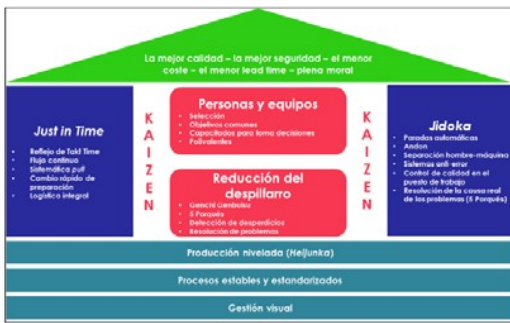 La mejor calidad – la mejor seguridad – el menor
coste – el menor lead time – plena moral
Just in Time
Reflejo de Takt Time
Flujo continuo
Sistemática pull
Cambio rápido de
preparación
Logística integral
KAIZEN
Personas y equipos
Selección
Objetivos comunes
Capacitados para toma decisiones
Polivalentes
Reducción del
despilfarro
Genchi Genbutsu
5 Porqués
Detección de desperdicios
Resolución de problemas
KAIZEN
Jidoka
Paradas automáticas
Andon
Separación hombre-máquina
Sistemas anti-error
Control de calidad en el
puesto de trabajo
Resolución de la causa real
de los problemas (5 Porqués)
Producción nivelada (Heijunka)
Procesos estables y estandarizados
Gestión visual